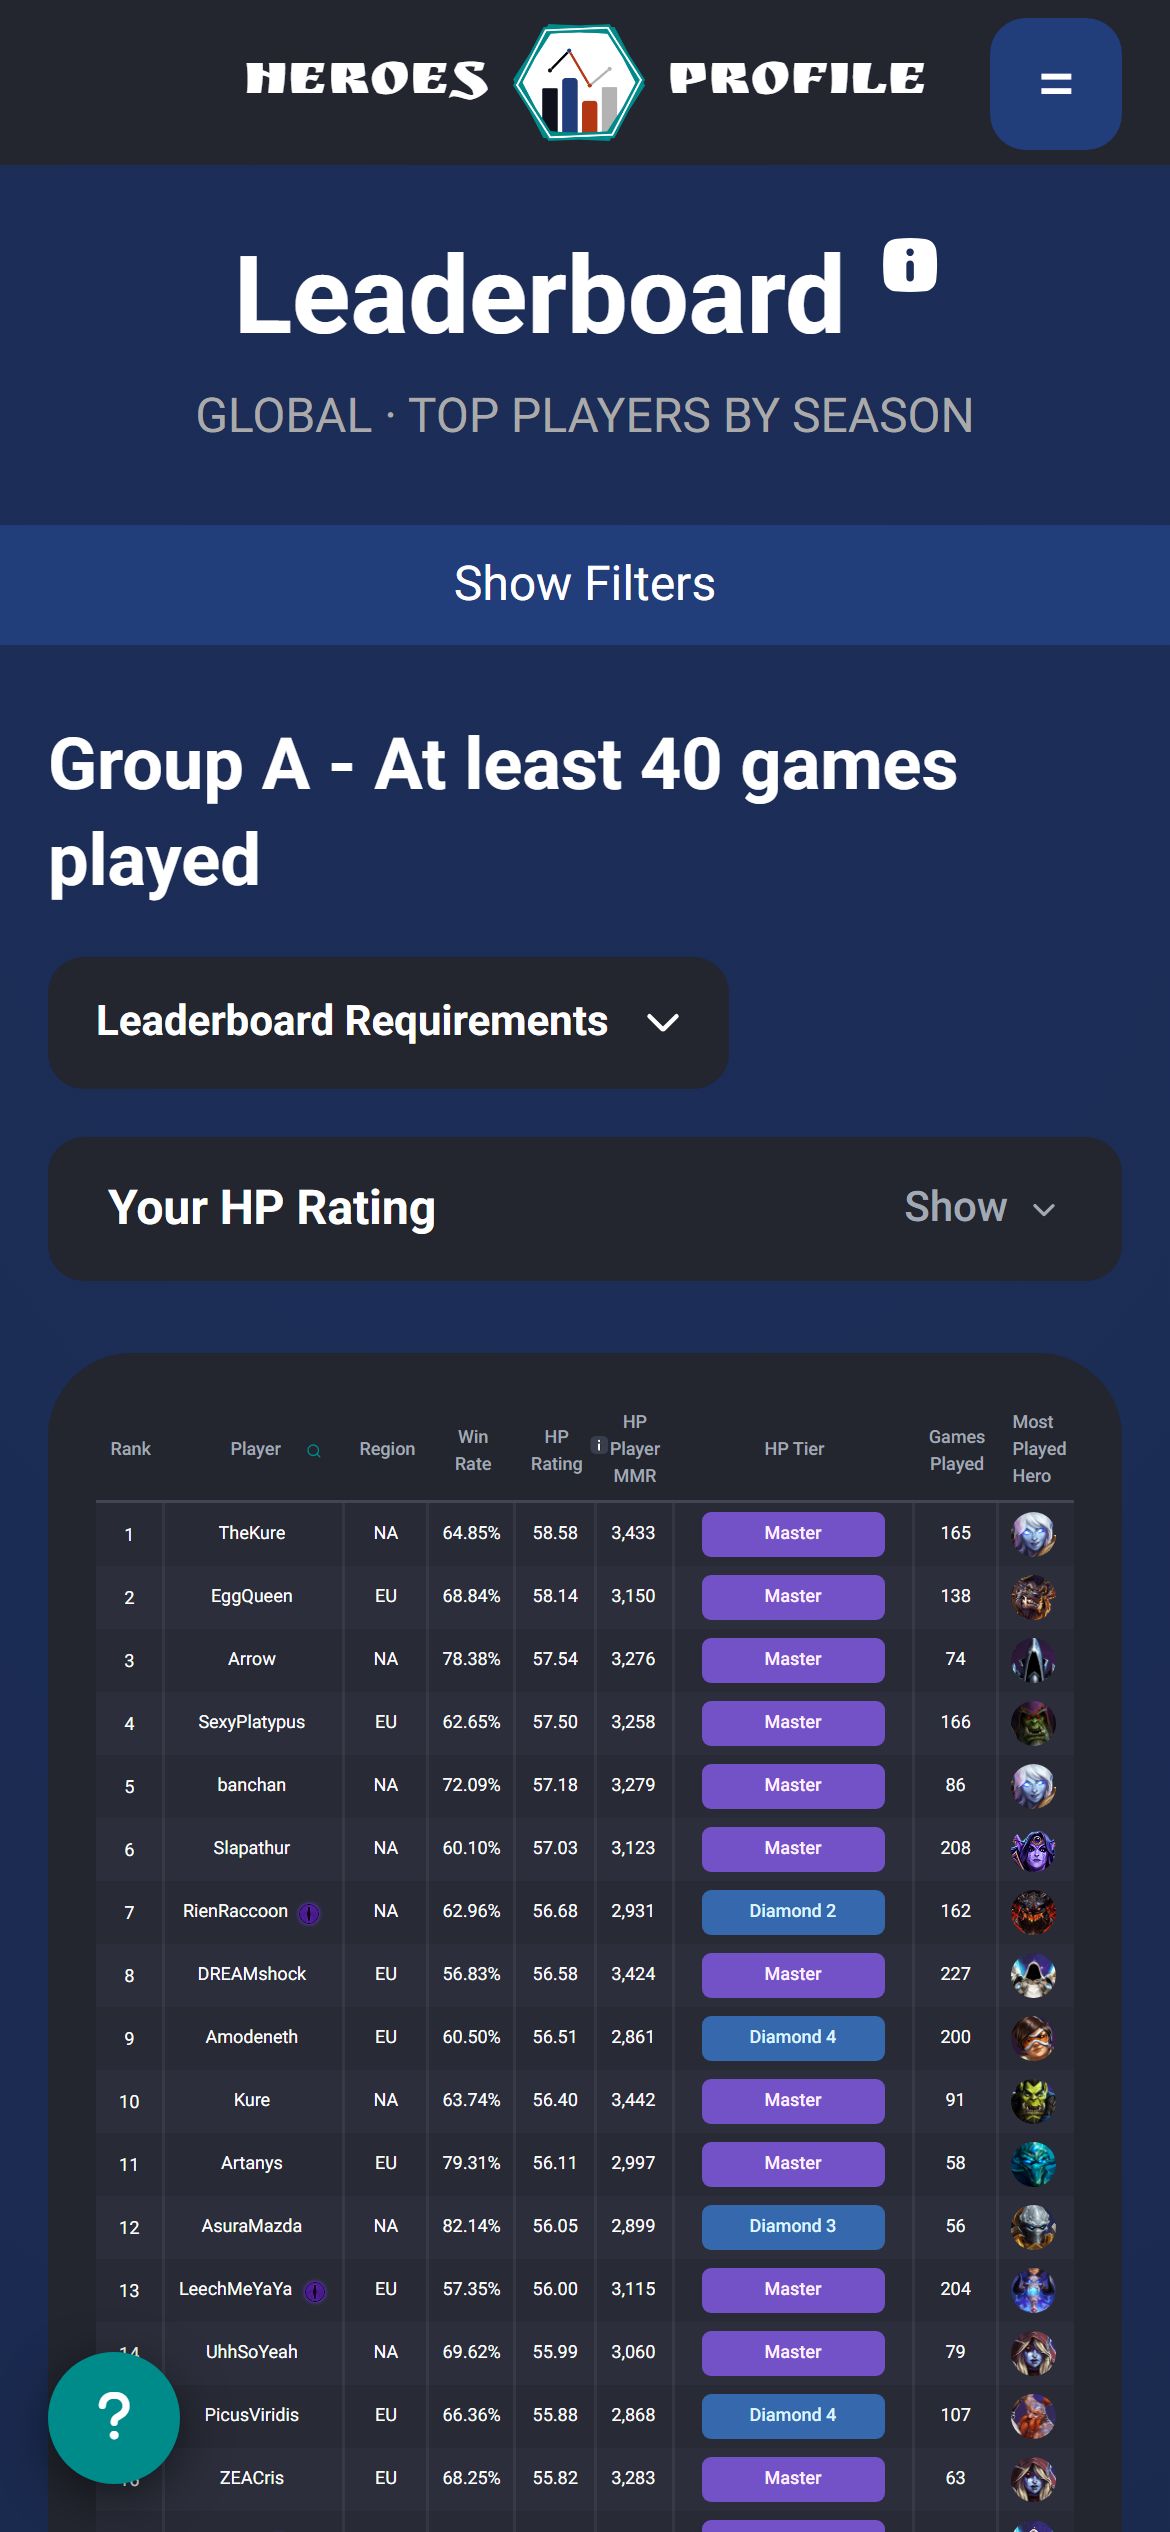 HEROES PROFILE
=
Leaderboard i
GLOBAL · TOP PLAYERS BY SEASON
Show Filters
Group A - At least 40 games
played
Leaderboard Requirements
Your HP Rating Show
Rank Player Region Win Rate HP Rating i HP Player MMR HP Tier Games Played Most Played Hero
1 TheKure NA 64.85% 58.58 3,433 Master 165
2 EggQueen EU 68.84% 58.14 3,150 Master 138
3 Arrow NA 78.38% 57.54 3,276 Master 74
4 SexyPlatypus EU 62.65% 57.50 3,258 Master 166
5 banchan NA 72.09% 57.18 3,279 Master 86
6 Slapathur NA 60.10% 57.03 3,123 Master 208
7 RienRaccoon NA 62.96% 56.68 2,931 Diamond 2 162
8 DREAMshock EU 56.83% 56.58 3,424 Master 227
9 Amodeneth EU 60.50% 56.51 2,861 Diamond 4 200
10 Kure NA 63.74% 56.40 3,442 Master 91
11 Artanys EU 79.31% 56.11 2,997 Master 58
12 AsuraMazda NA 82.14% 56.05 2,899 Diamond 3 56
13 LeechMeYaYa EU 57.35% 56.00 3,115 Master 204
14 UhhSoYeah NA 69.62% 55.99 3,060 Master 79
PicusViridis EU 66.36% 55.88 2,868 Diamond 4 107
ZEACris EU 68.25% 55.82 3,283 Master 63
?